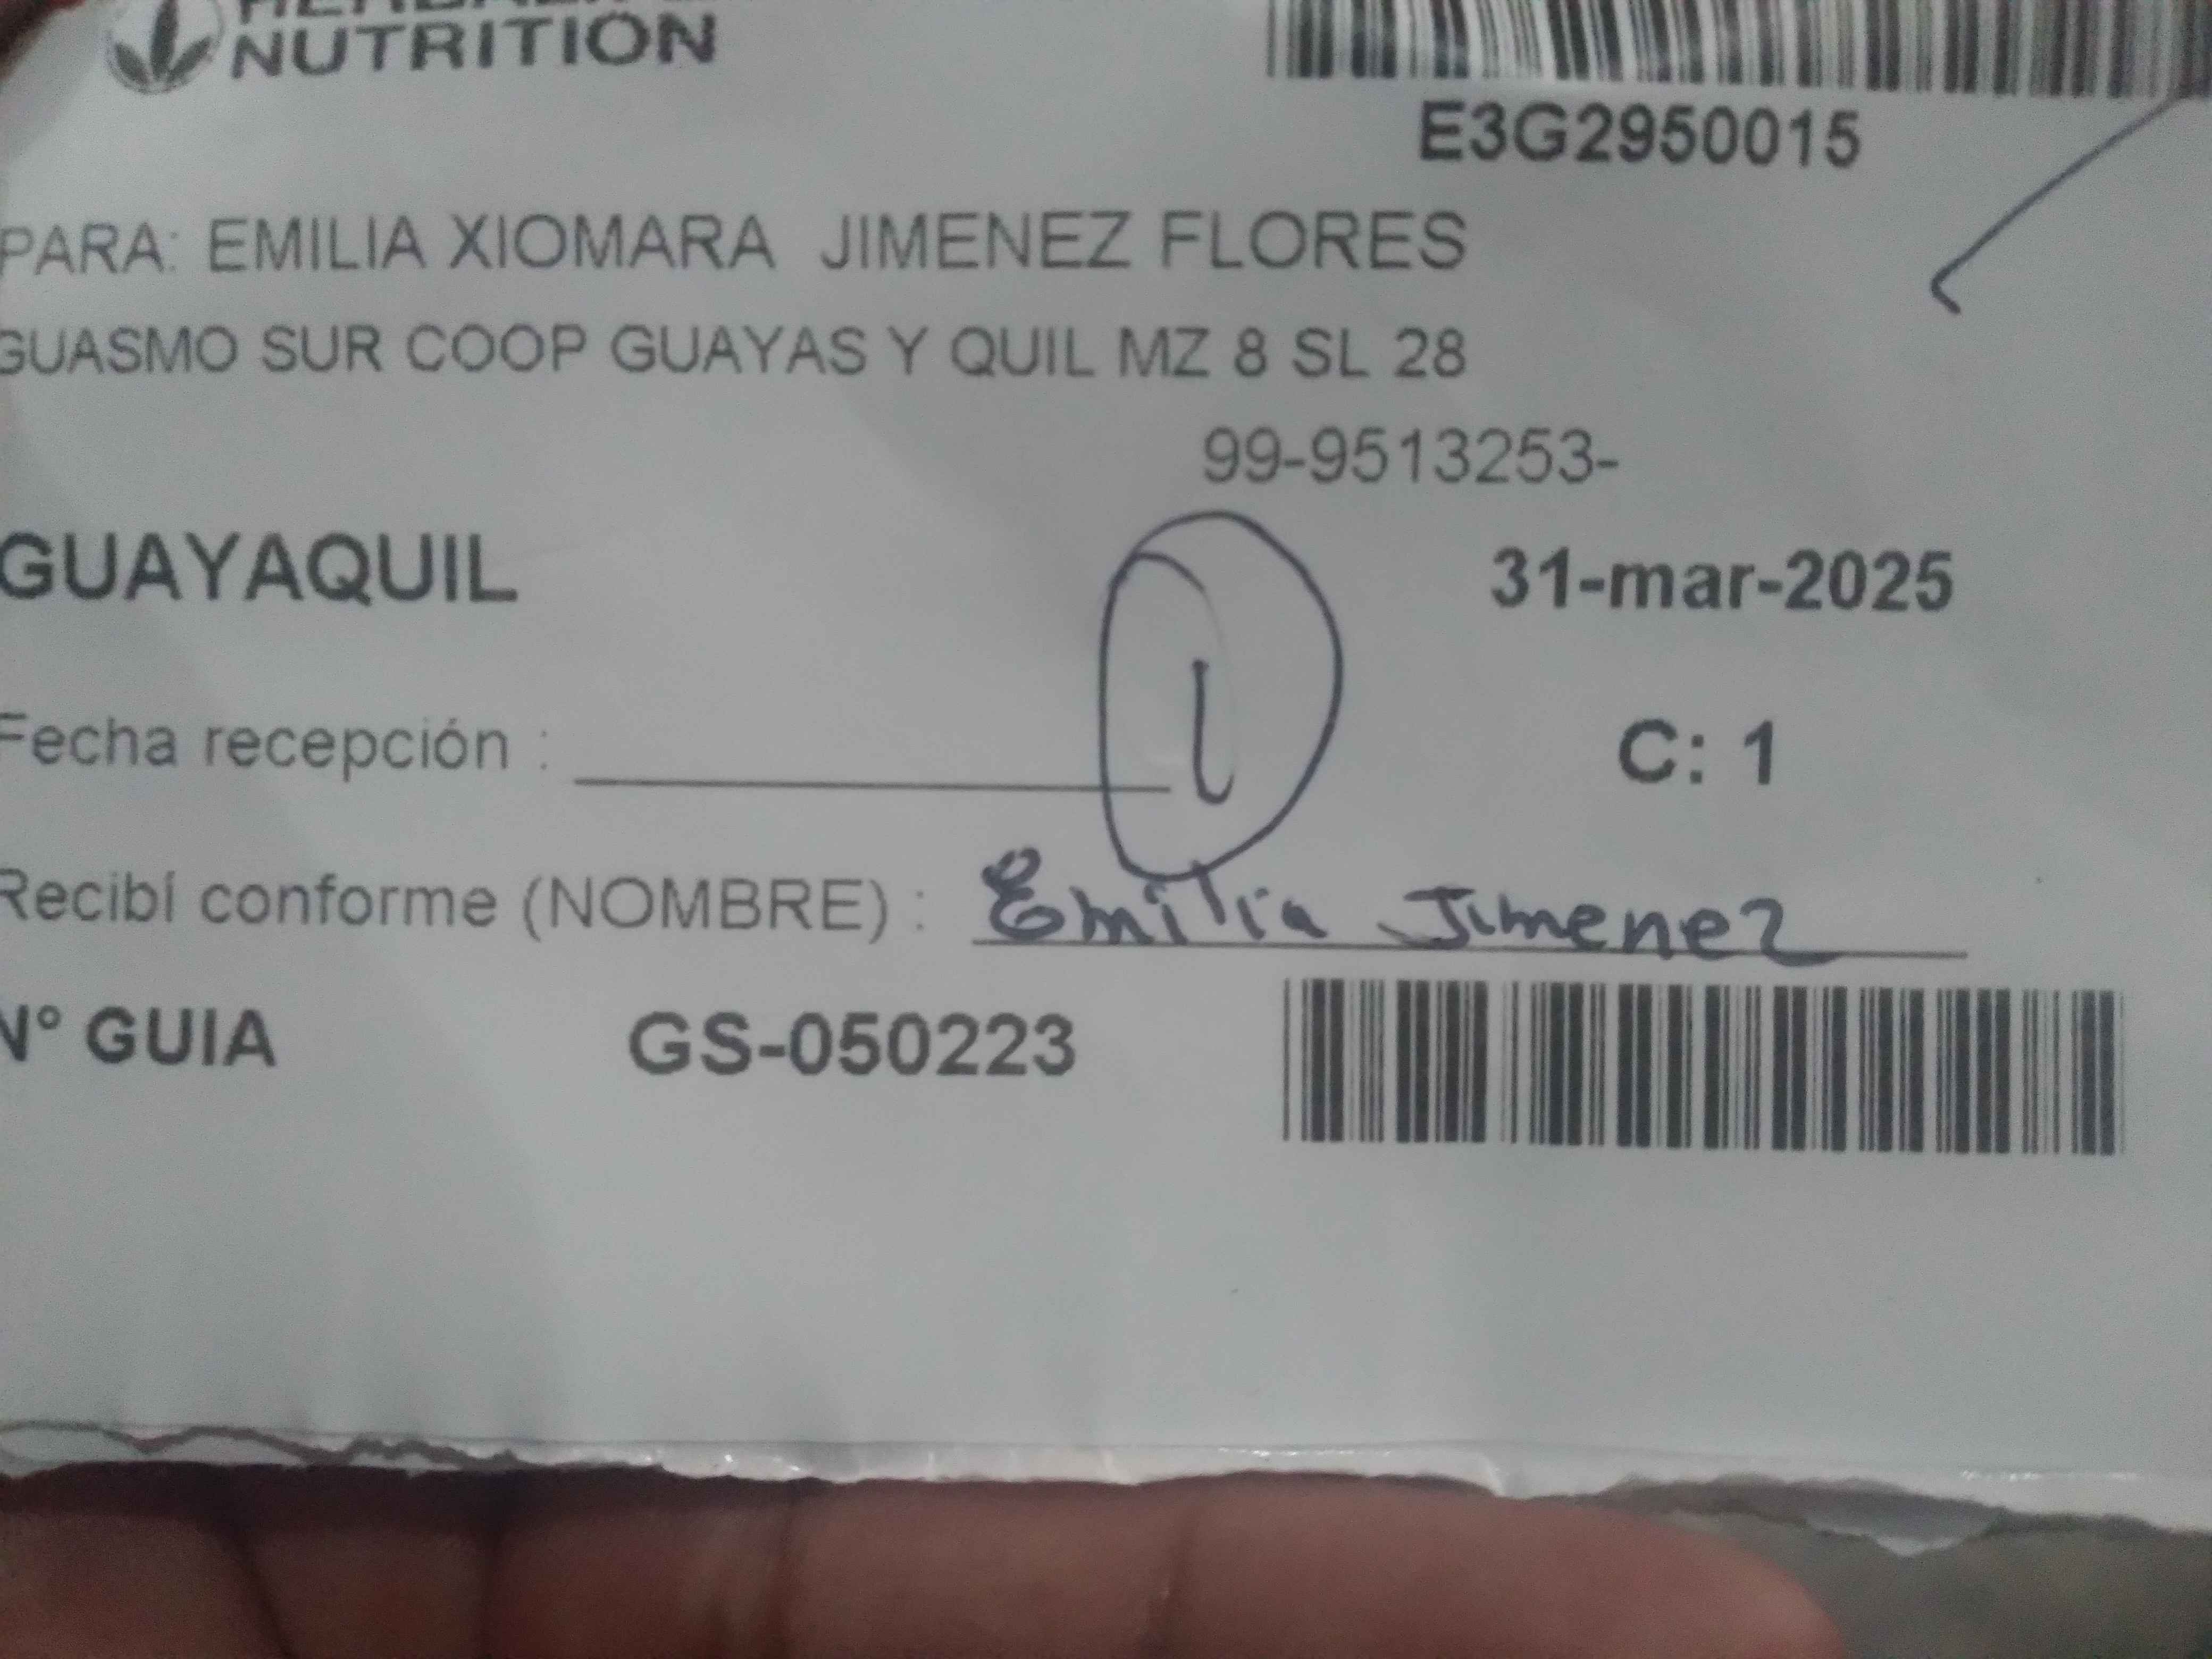 NUTRITION
E3G2950015
PARA: EMILIA XIOMARA JIMENEZ FLORES
GUASMO SUR COOP GUAYAS Y QUIL MZ 8 SL 28
99-9513253-
GUAYAQUIL
31-mar-2025
1
Fecha recepción :
C: 1
Recibí conforme (NOMBRE) : Emilia Jimenez
N° GUIA GS-050223